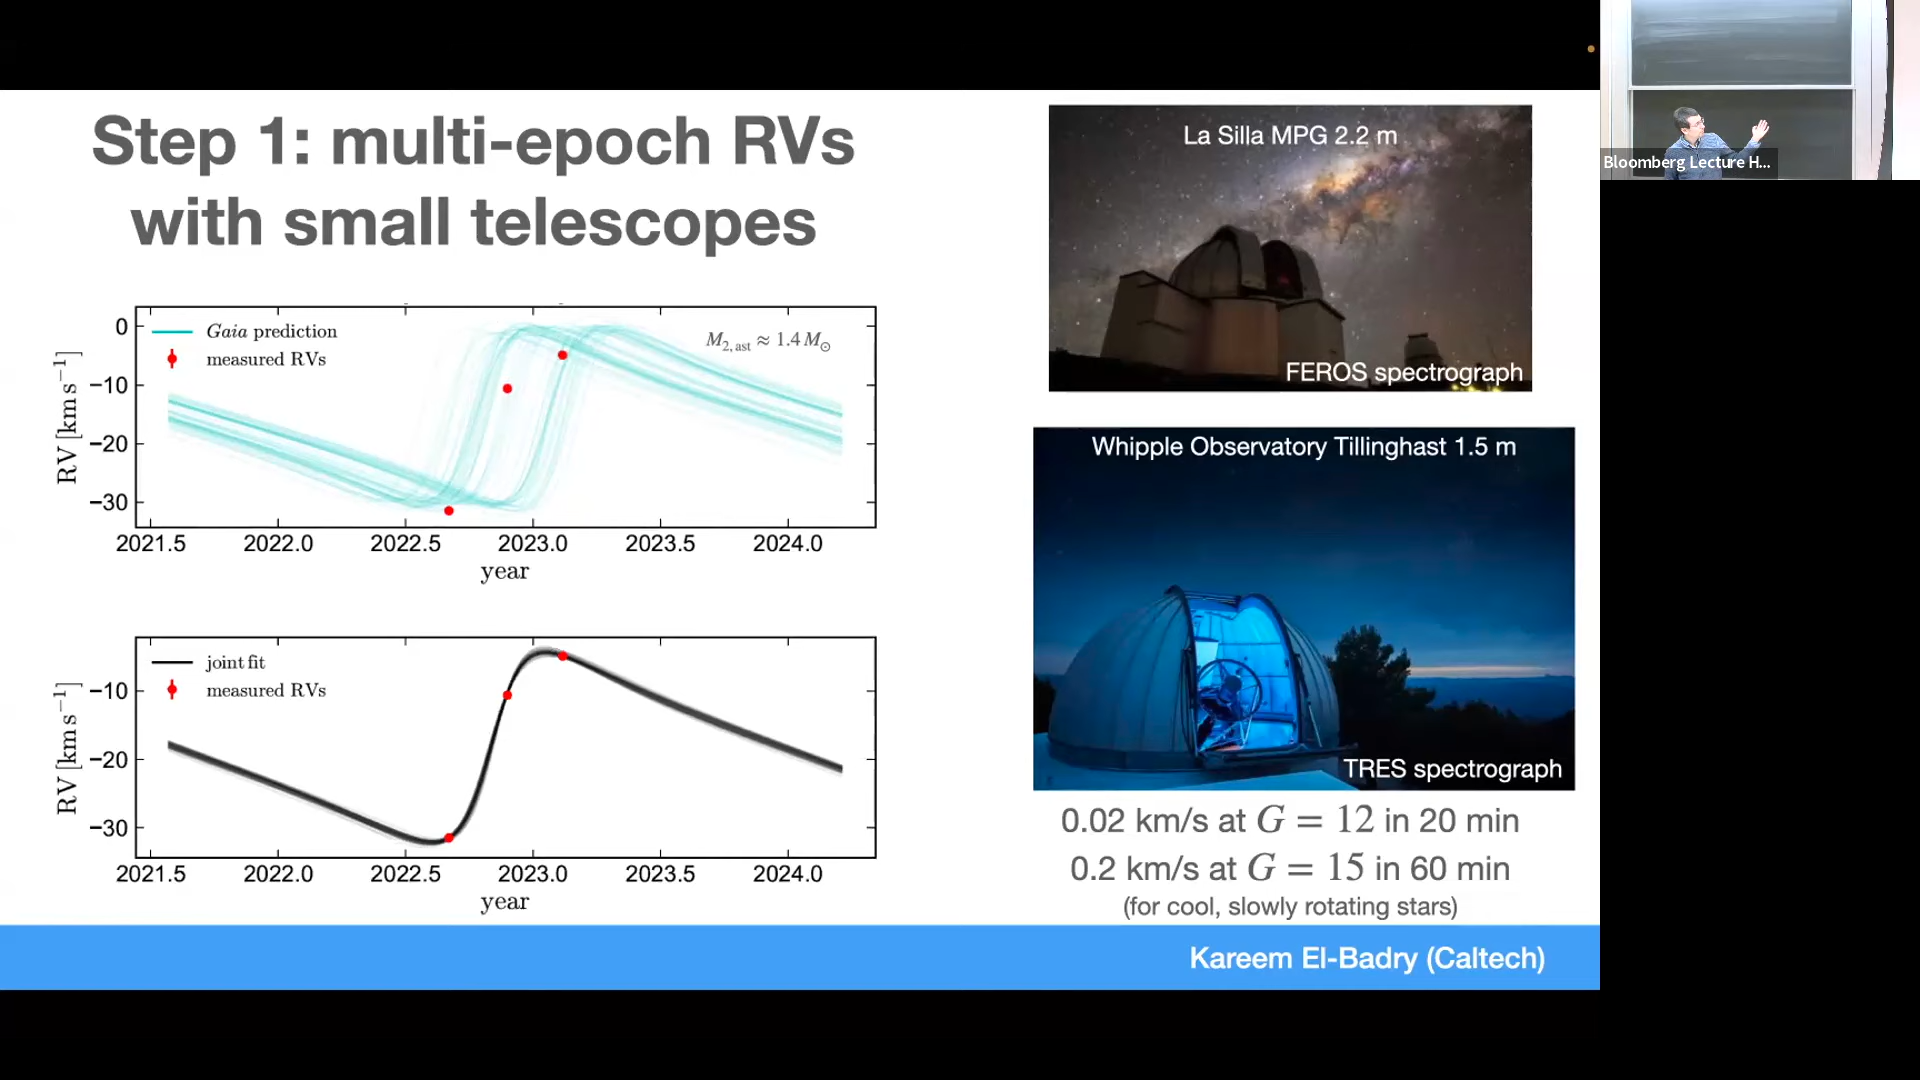 Step 1: multi-epoch RVs
with small telescopes
Gaia prediction
measured RVs
M2, ast ≈ 1.4 M⊙
0
−10
−20
−30
RV [km s−1]
2021.5 2022.0 2022.5 2023.0 2023.5 2024.0
year
joint fit
measured RVs
−10
−20
−30
RV [km s−1]
2021.5 2022.0 2022.5 2023.0 2023.5 2024.0
year
La Silla MPG 2.2 m
FEROS spectrograph
Whipple Observatory Tillinghast 1.5 m
TRES spectrograph
0.02 km/s at G = 12 in 20 min
0.2 km/s at G = 15 in 60 min
(for cool, slowly rotating stars)
Kareem El-Badry (Caltech)
Bloomberg Lecture H...